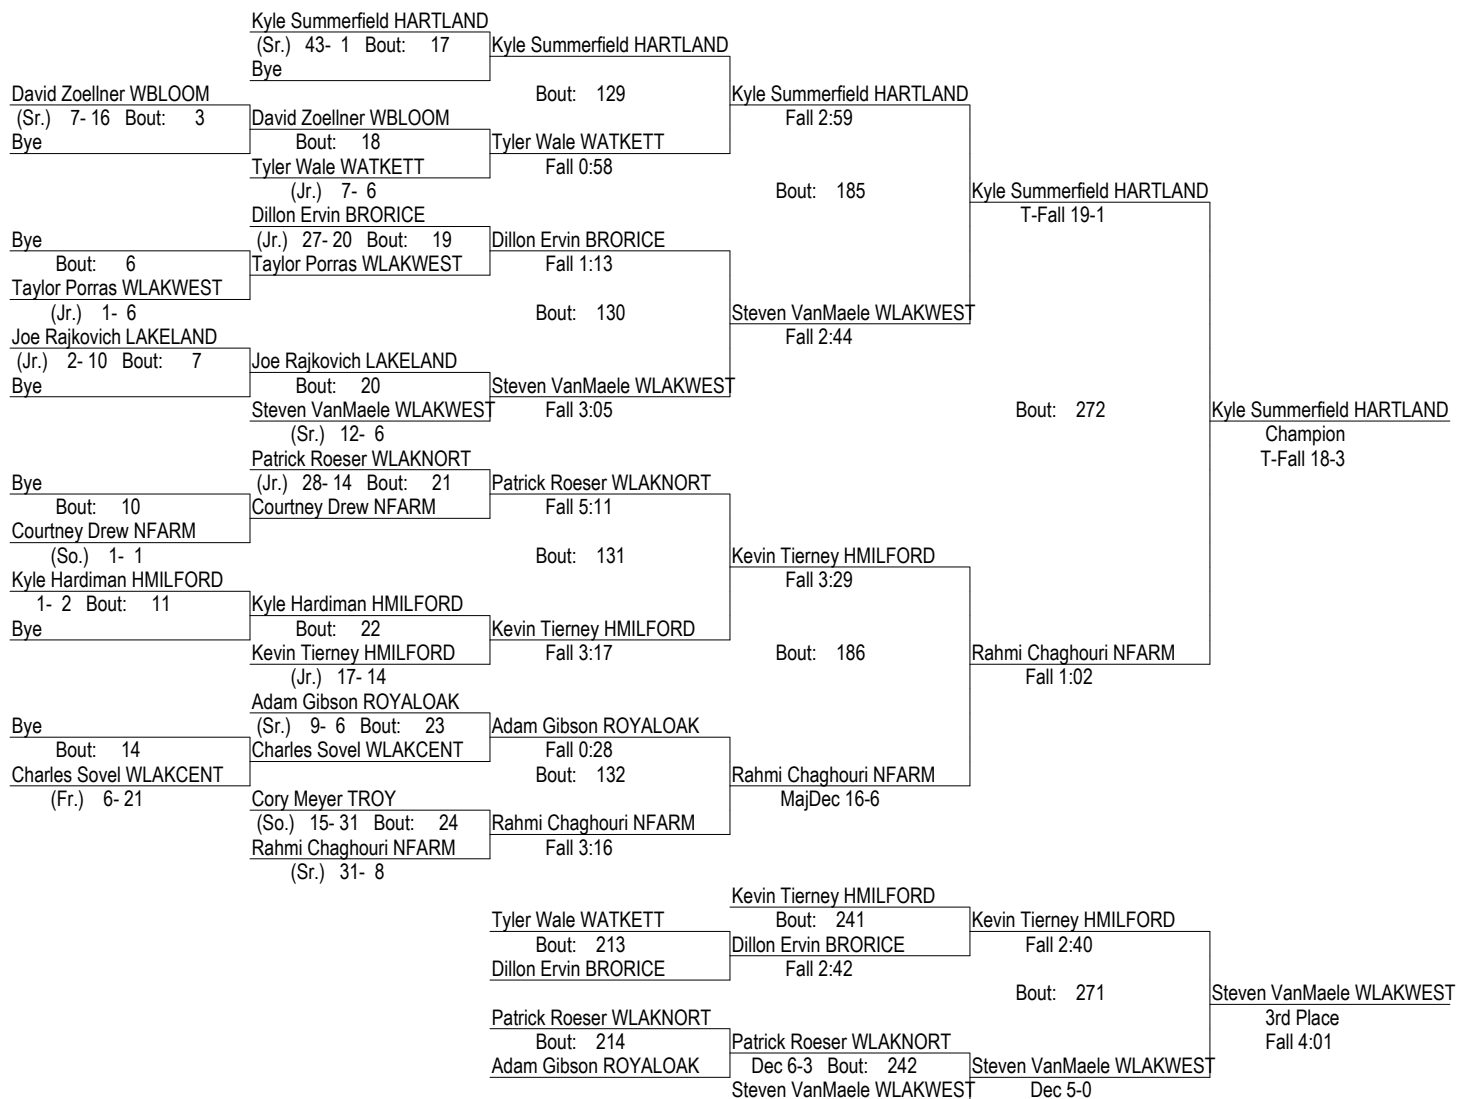 Kyle Summerfield HARTLAND
(Sr.) 43- 1 Bout: 17 Kyle Summerfield HARTLAND
Bye
David Zoellner WBLOOM Bout: 129 Kyle Summerfield HARTLAND
(Sr.) 7- 16 Bout: 3 David Zoellner WBLOOM Fall 2:59
Bye Bout: 18 Tyler Wale WATKETT
Tyler Wale WATKETT Fall 0:58
(Jr.) 7- 6 Bout: 185 Kyle Summerfield HARTLAND
Dillon Ervin BRORICE T-Fall 19-1
Bye (Jr.) 27- 20 Bout: 19 Dillon Ervin BRORICE
Bout: 6 Taylor Porras WLAKWEST Fall 1:13
Taylor Porras WLAKWEST
(Jr.) 1- 6 Bout: 130 Steven VanMaele WLAKWEST
Joe Rajkovich LAKELAND Fall 2:44
(Jr.) 2- 10 Bout: 7 Joe Rajkovich LAKELAND
Bye Bout: 20 Steven VanMaele WLAKWEST
Steven VanMaele WLAKWEST Fall 3:05 Bout: 272 Kyle Summerfield HARTLAND
(Sr.) 12- 6 Champion
Patrick Roeser WLAKNORT T-Fall 18-3
Bye (Jr.) 28- 14 Bout: 21 Patrick Roeser WLAKNORT
Bout: 10 Courtney Drew NFARM Fall 5:11
Courtney Drew NFARM
(So.) 1- 1 Bout: 131 Kevin Tierney HMILFORD
Kyle Hardiman HMILFORD Fall 3:29
1- 2 Bout: 11 Kyle Hardiman HMILFORD
Bye Bout: 22 Kevin Tierney HMILFORD
Kevin Tierney HMILFORD Fall 3:17 Bout: 186 Rahmi Chaghouri NFARM
(Jr.) 17- 14 Fall 1:02
Adam Gibson ROYALOAK
Bye (Sr.) 9- 6 Bout: 23 Adam Gibson ROYALOAK
Bout: 14 Charles Sovel WLAKCENT Fall 0:28
Charles Sovel WLAKCENT Bout: 132 Rahmi Chaghouri NFARM
(Fr.) 6- 21 Cory Meyer TROY MajDec 16-6
(So.) 15- 31 Bout: 24 Rahmi Chaghouri NFARM
Rahmi Chaghouri NFARM Fall 3:16
(Sr.) 31- 8
Kevin Tierney HMILFORD
Tyler Wale WATKETT Bout: 241 Kevin Tierney HMILFORD
Bout: 213 Dillon Ervin BRORICE Fall 2:40
Dillon Ervin BRORICE Fall 2:42
Bout: 271 Steven VanMaele WLAKWEST
Patrick Roeser WLAKNORT 3rd Place
Bout: 214 Patrick Roeser WLAKNORT Fall 4:01
Adam Gibson ROYALOAK Dec 6-3 Bout: 242 Steven VanMaele WLAKWEST
Steven VanMaele WLAKWEST Dec 5-0